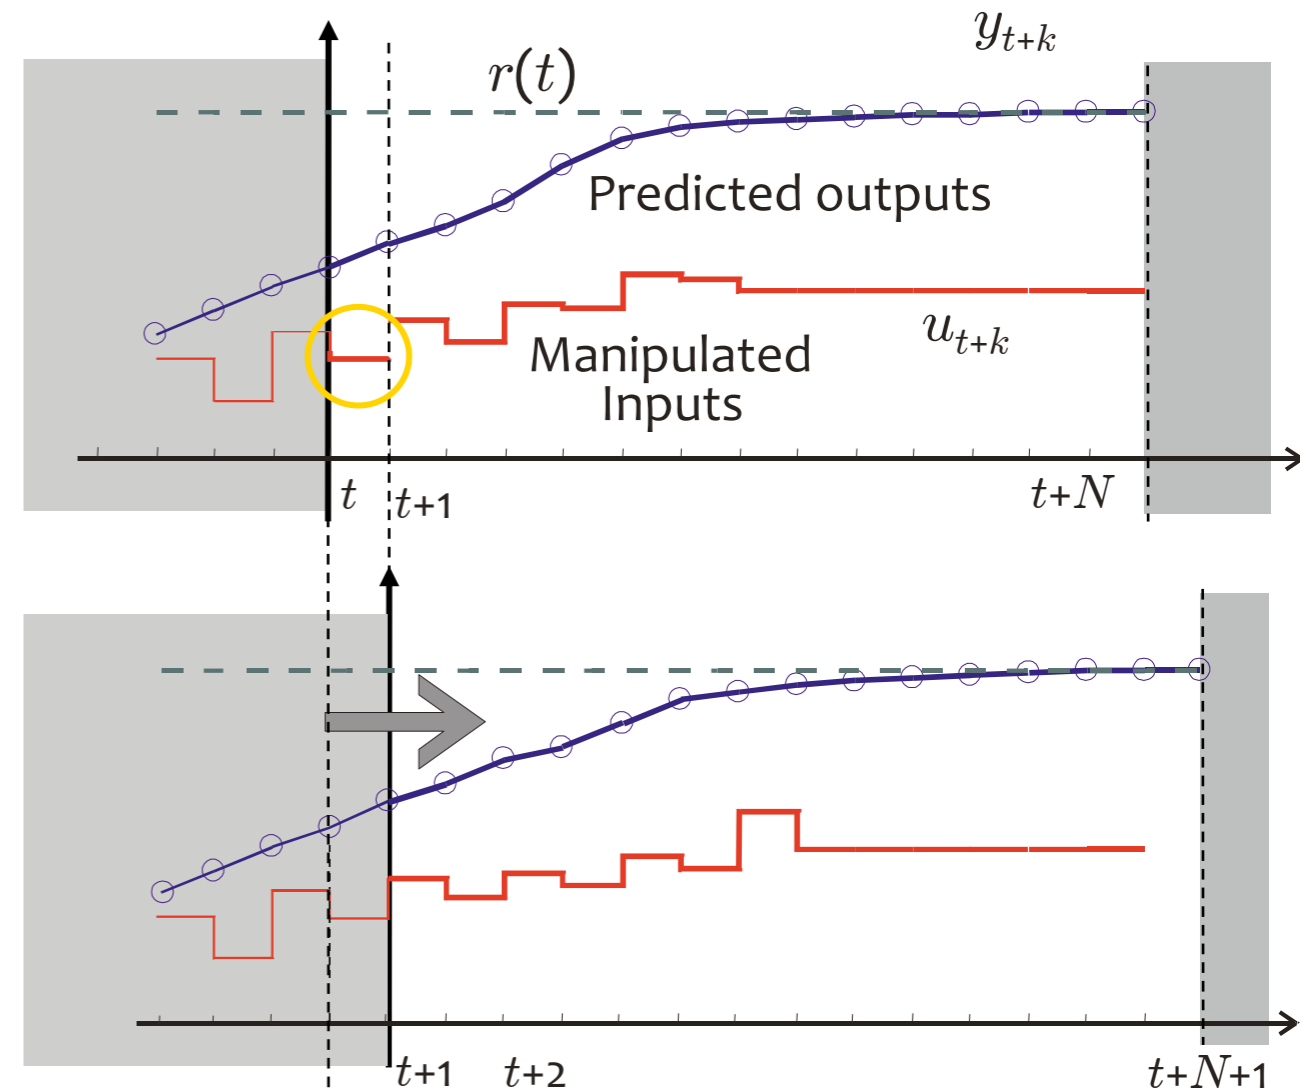 y_{t+k}
r(t)
Predicted outputs
u_{t+k}
Manipulated
Inputs
t
t+1
t+N
t+1
t+2
t+N+1